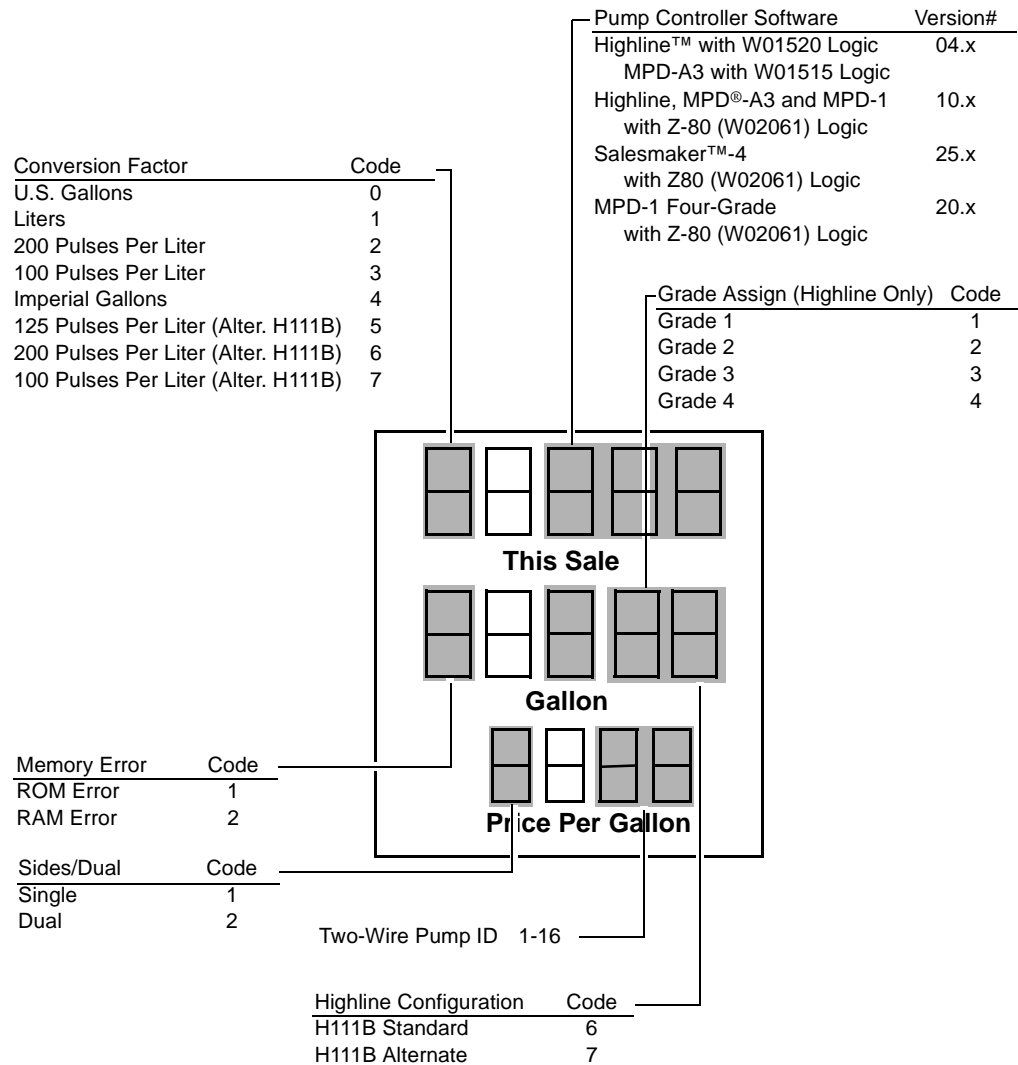 Pump Controller Software Version#
Highline™ with W01520 Logic 04.x
MPD-A3 with W01515 Logic
Highline, MPD®-A3 and MPD-1 10.x
with Z-80 (W02061) Logic
Salesmaker™-4 25.x
with Z80 (W02061) Logic
MPD-1 Four-Grade 20.x
with Z-80 (W02061) Logic
Conversion Factor Code
U.S. Gallons 0
Liters 1
200 Pulses Per Liter 2
100 Pulses Per Liter 3
Imperial Gallons 4
125 Pulses Per Liter (Alter. H111B) 5
200 Pulses Per Liter (Alter. H111B) 6
100 Pulses Per Liter (Alter. H111B) 7
Grade Assign (Highline Only) Code
Grade 1 1
Grade 2 2
Grade 3 3
Grade 4 4
This Sale
Gallon
Price Per Gallon
Memory Error Code
ROM Error 1
RAM Error 2
Sides/Dual Code
Single 1
Dual 2
Two-Wire Pump ID 1-16
Highline Configuration Code
H111B Standard 6
H111B Alternate 7